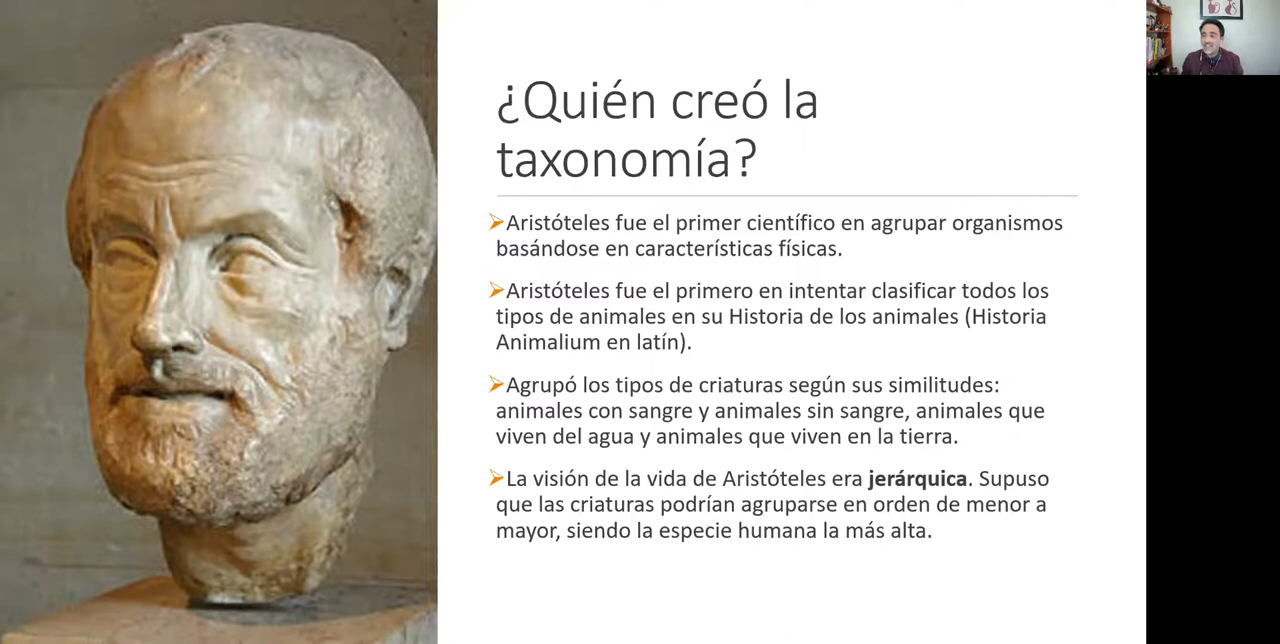 ¿Quién creó la
taxonomía?
➢Aristóteles fue el primer científico en agrupar organismos
basándose en características físicas.
➢Aristóteles fue el primero en intentar clasificar todos los
tipos de animales en su Historia de los animales (Historia
Animalium en latín).
➢Agrupó los tipos de criaturas según sus similitudes:
animales con sangre y animales sin sangre, animales que
viven del agua y animales que viven en la tierra.
➢La visión de la vida de Aristóteles era jerárquica. Supuso
que las criaturas podrían agruparse en orden de menor a
mayor, siendo la especie humana la más alta.